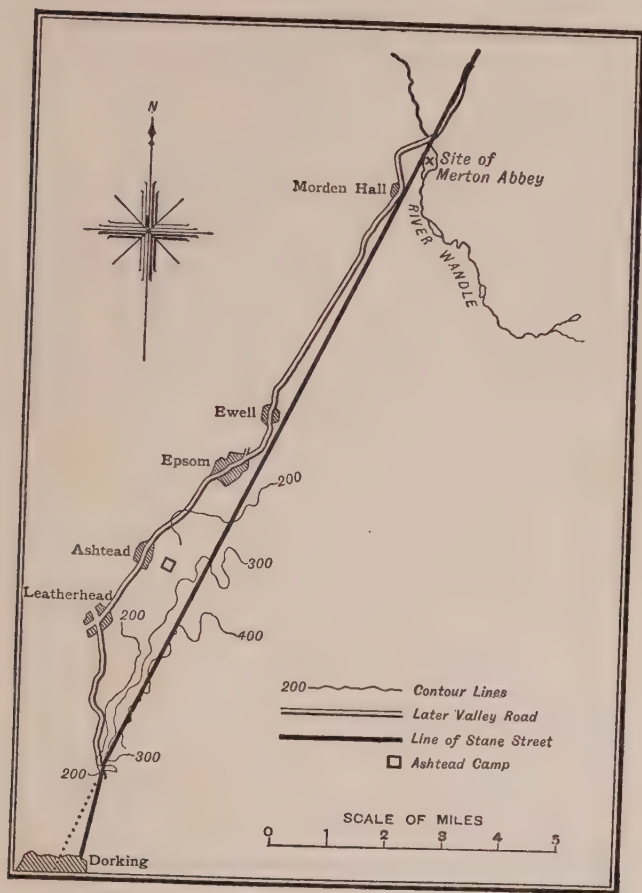 N
Site of
Merton Abbey
Morden Hall
RIVER WANDLE
Ewell
Epsom
200
Ashtead
300
Leatherhead
200
400
200 Contour Lines
Later Valley Road
Line of Stane Street
Ashtead Camp
300
200
SCALE OF MILES
0 1 2 3 4 5
Dorking